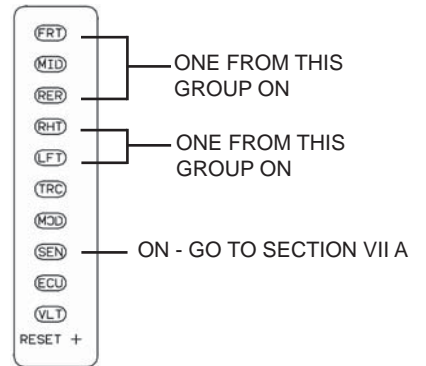 FRT
MID
RER
RHT
LFT
TRC
MOD
SEN
ECU
VLT
RESET +
ONE FROM THIS
GROUP ON
ONE FROM THIS
GROUP ON
ON - GO TO SECTION VII A